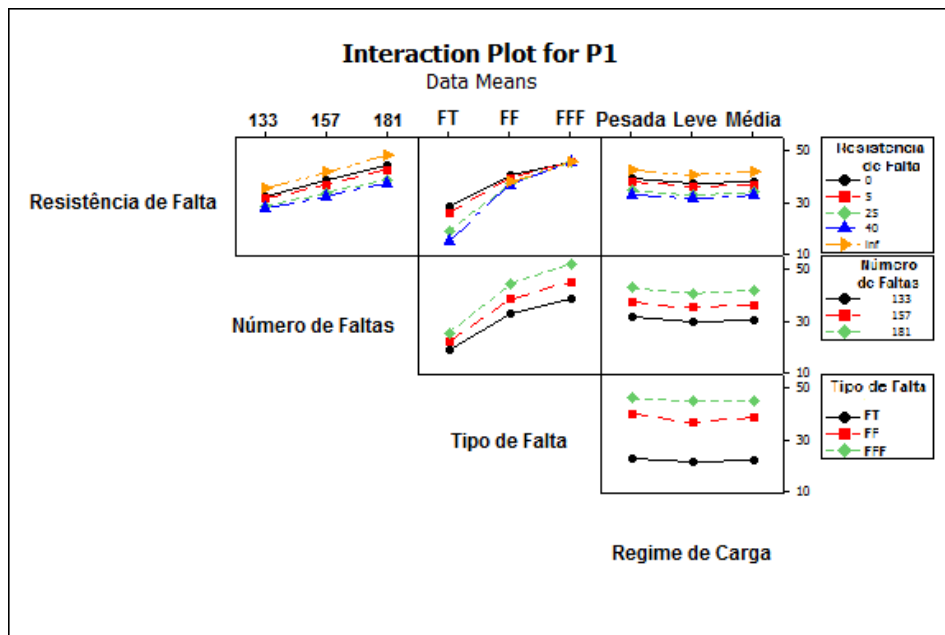 Interaction Plot for P1
Data Means
133 157 181 FT FF FFF Pesada Leve Média
Resistência de Falta
50
30
10
Resistencia
de Falta
0
5
25
40
Inf
Número de Faltas
50
30
10
Número
de Faltas
133
157
181
Tipo de Falta
50
30
10
Tipo de Falta
FT
FF
FFF
Regime de Carga